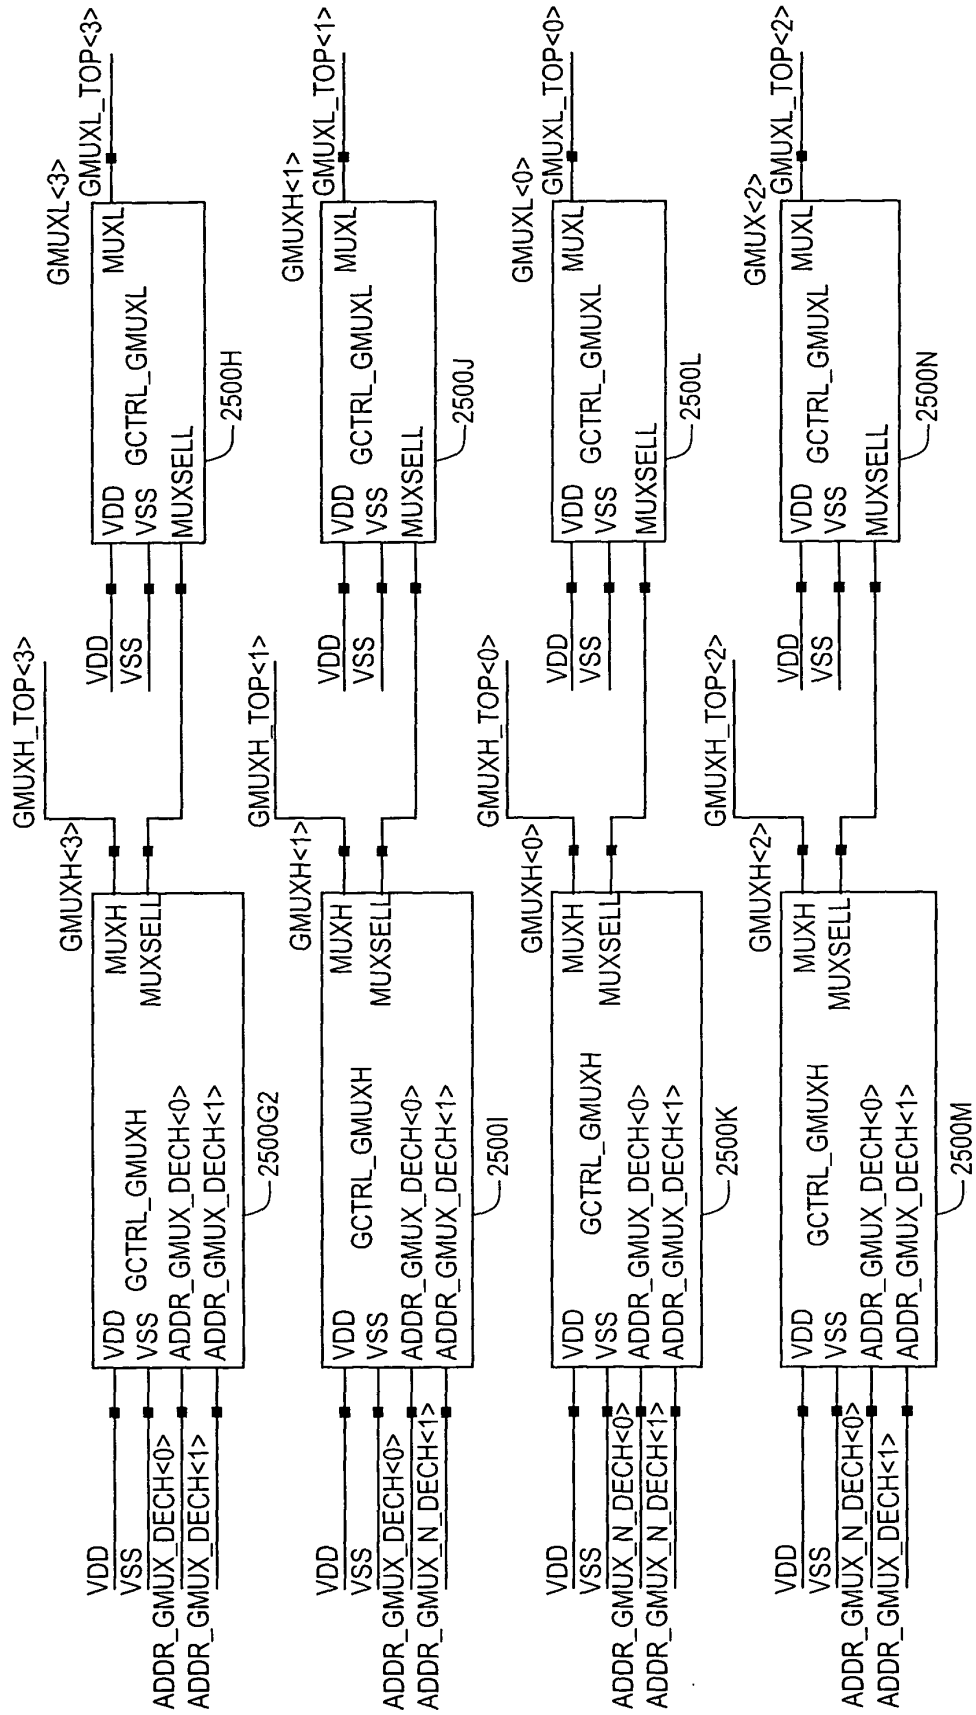 VDD
VSS
ADDR_GMUX_DECH<0>
ADDR_GMUX_DECH<1>
VDD
VSS
GCTRL_GMUXH
ADDR_GMUX_DECH<0>
ADDR_GMUX_DECH<1>
2500G2
MUXH
MUXSELL
GMUXH<3>
GMUXH_TOP<3>
VDD
VSS
VDD
VSS
MUXSELL
GCTRL_GMUXL
2500H
MUXL
GMUXL<3>
GMUXL_TOP<3>
VDD
VSS
ADDR_GMUX_DECH<0>
ADDR_GMUX_N_DECH<1>
VDD
VSS
GCTRL_GMUXH
ADDR_GMUX_DECH<0>
ADDR_GMUX_DECH<1>
2500I
MUXH
MUXSELL
GMUXH<1>
GMUXH_TOP<1>
VDD
VSS
VDD
VSS
MUXSELL
GCTRL_GMUXL
2500J
MUXL
GMUXH<1>
GMUXL_TOP<1>
VDD
VSS
ADDR_GMUX_N_DECH<0>
ADDR_GMUX_N_DECH<1>
VDD
VSS
GCTRL_GMUXH
ADDR_GMUX_DECH<0>
ADDR_GMUX_DECH<1>
2500K
MUXH
MUXSELL
GMUXH<0>
GMUXH_TOP<0>
VDD
VSS
VDD
VSS
MUXSELL
GCTRL_GMUXL
2500L
MUXL
GMUXL<0>
GMUXL_TOP<0>
VDD
VSS
ADDR_GMUX_N_DECH<0>
ADDR_GMUX_DECH<1>
VDD
VSS
GCTRL_GMUXH
ADDR_GMUX_DECH<0>
ADDR_GMUX_DECH<1>
2500M
MUXH
MUXSELL
GMUXH<2>
GMUXH_TOP<2>
VDD
VSS
VDD
VSS
MUXSELL
GCTRL_GMUXL
2500N
MUXL
GMUX<2>
GMUXL_TOP<2>